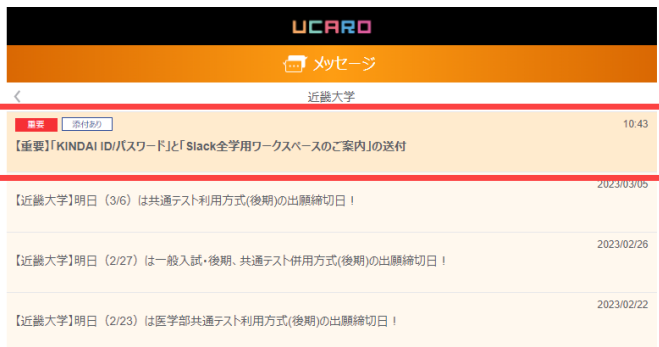 UCARO
メッセージ
近畿大学
重要 添付あり 10:43
【重要】「KINDAI ID/パスワード」と「Slack全学用ワークスペースのご案内」の送付
2023/03/05
【近畿大学】明日（3/6）は共通テスト利用方式(後期)の出願締切日！
2023/02/26
【近畿大学】明日（2/27）は一般入試・後期、共通テスト併用方式(後期)の出願締切日！
2023/02/22
【近畿大学】明日（2/23）は医学部共通テスト利用方式(後期)の出願締切日！